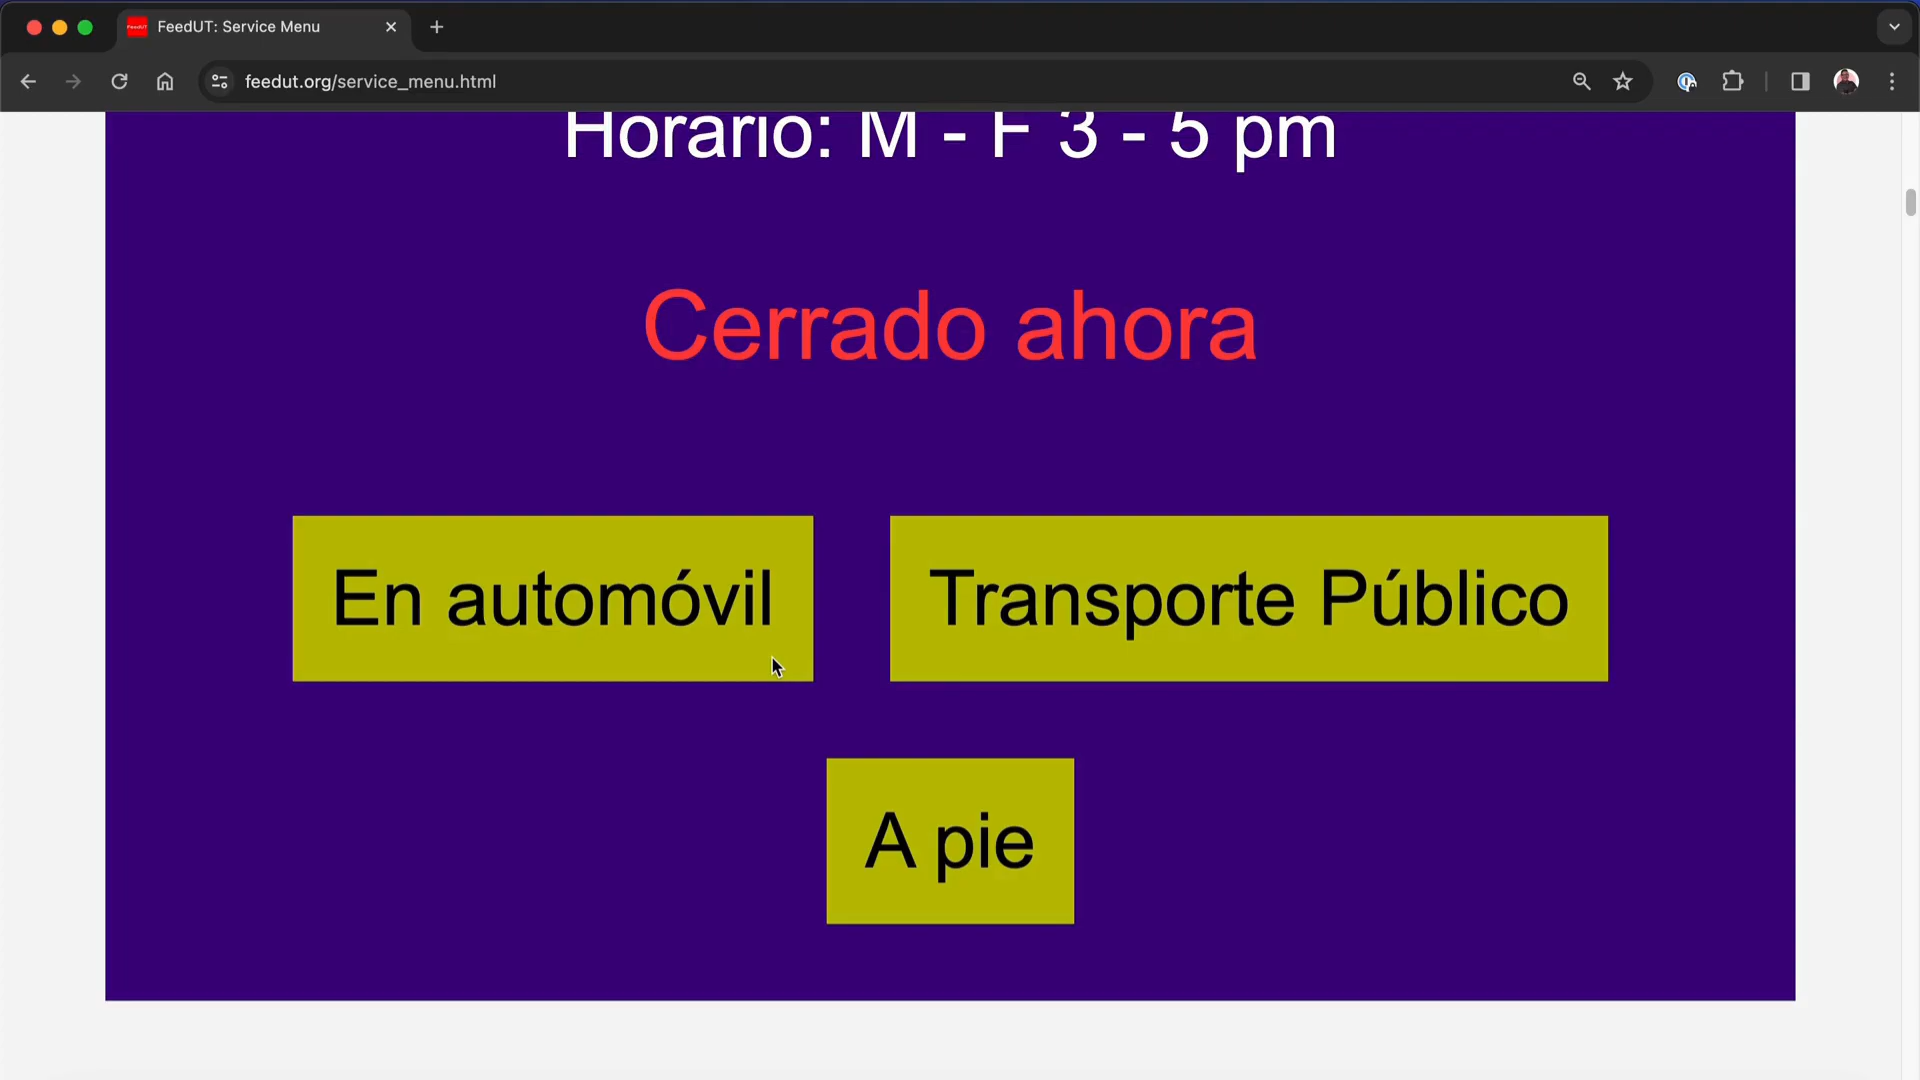 FeedUT: Service Menu
feedut.org/service_menu.html
Horario: M - F 3 - 5 pm
Cerrado ahora
En automóvil
Transporte Público
A pie